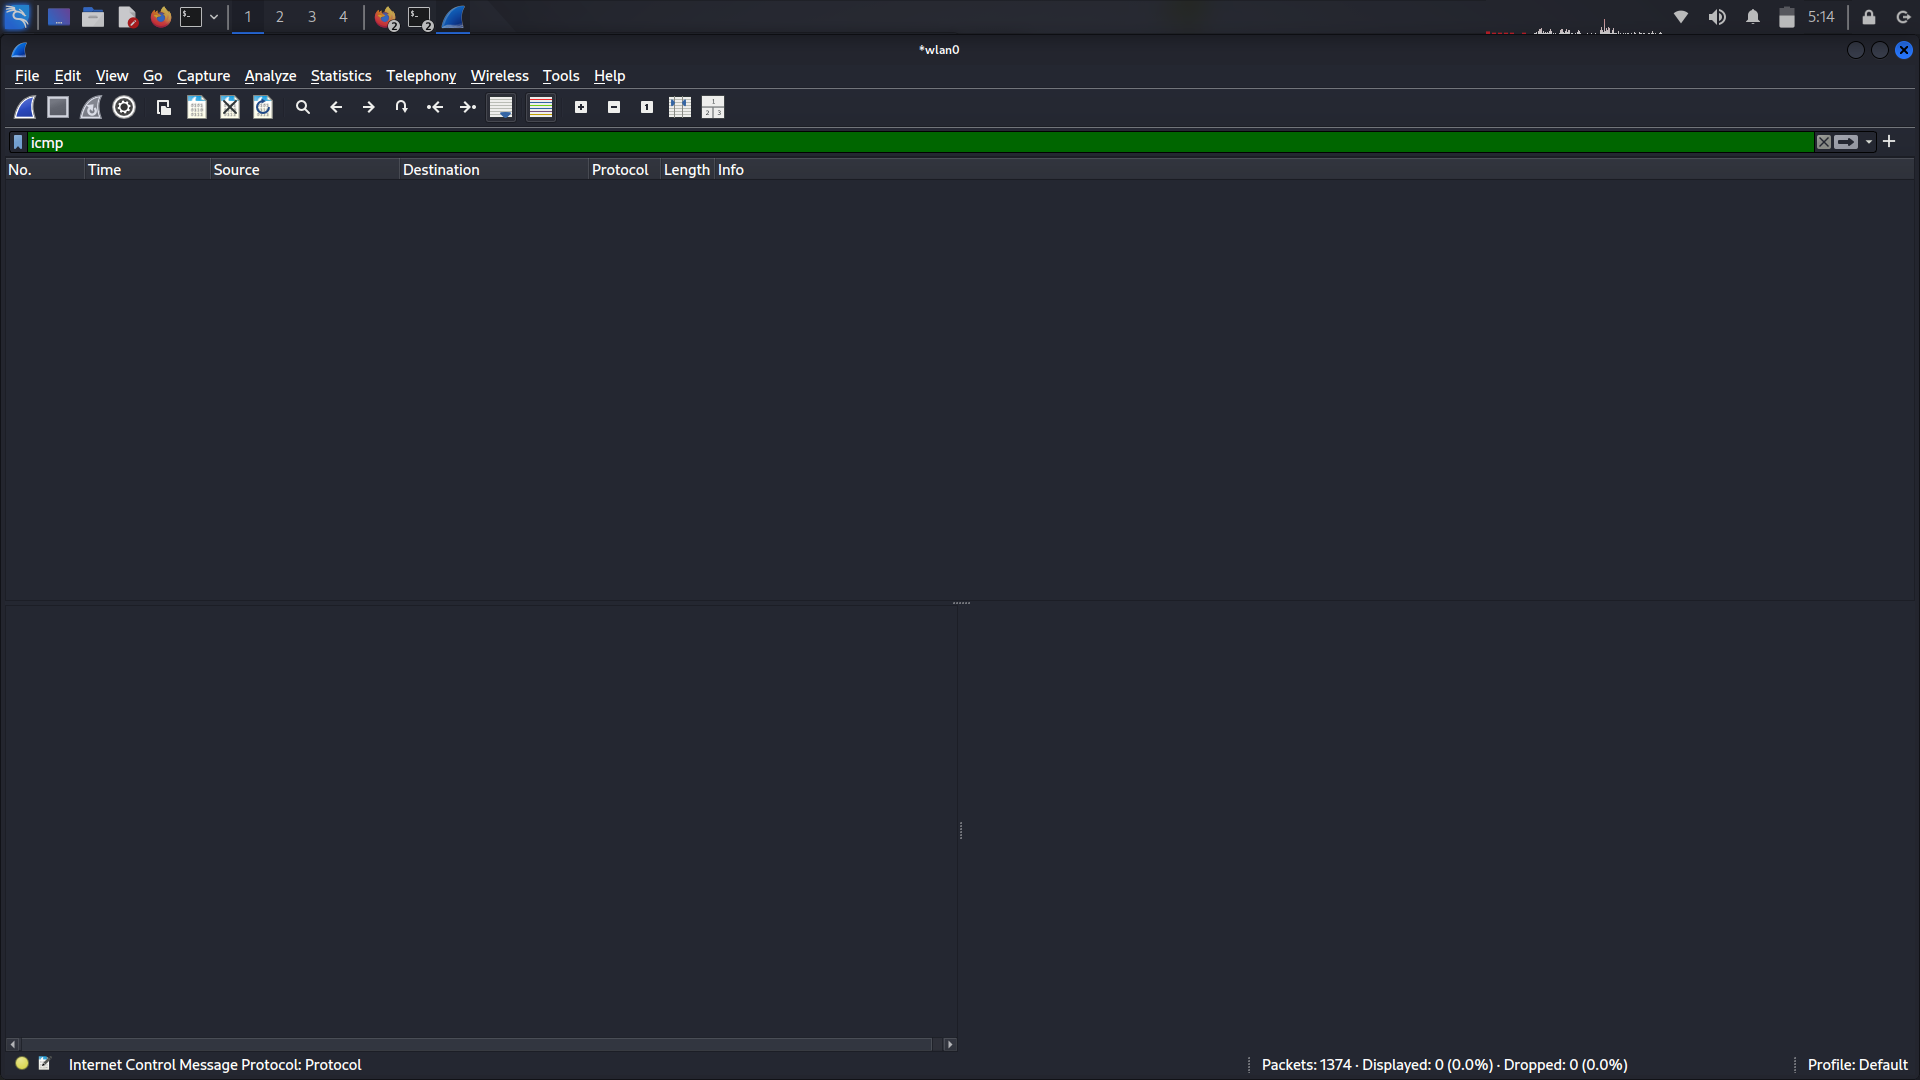 1 2 3 4 2 2 5:14
*wlan0
File Edit View Go Capture Analyze Statistics Telephony Wireless Tools Help
icmp
No. Time Source Destination Protocol Length Info
Internet Control Message Protocol: Protocol Packets: 1374 · Displayed: 0 (0.0%) · Dropped: 0 (0.0%) Profile: Default